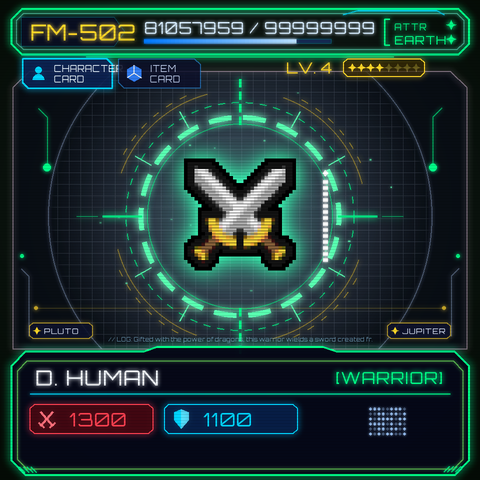 FM-502
81057959 / 99999999
ATTR
EARTH
CHARACTER
CARD
ITEM
CARD
LV. 4
PLUTO
JUPITER
// LOG: Gifted with the power of dragons, this warrior wields a sword created fr
D. HUMAN
[WARRIOR]
1300
1100